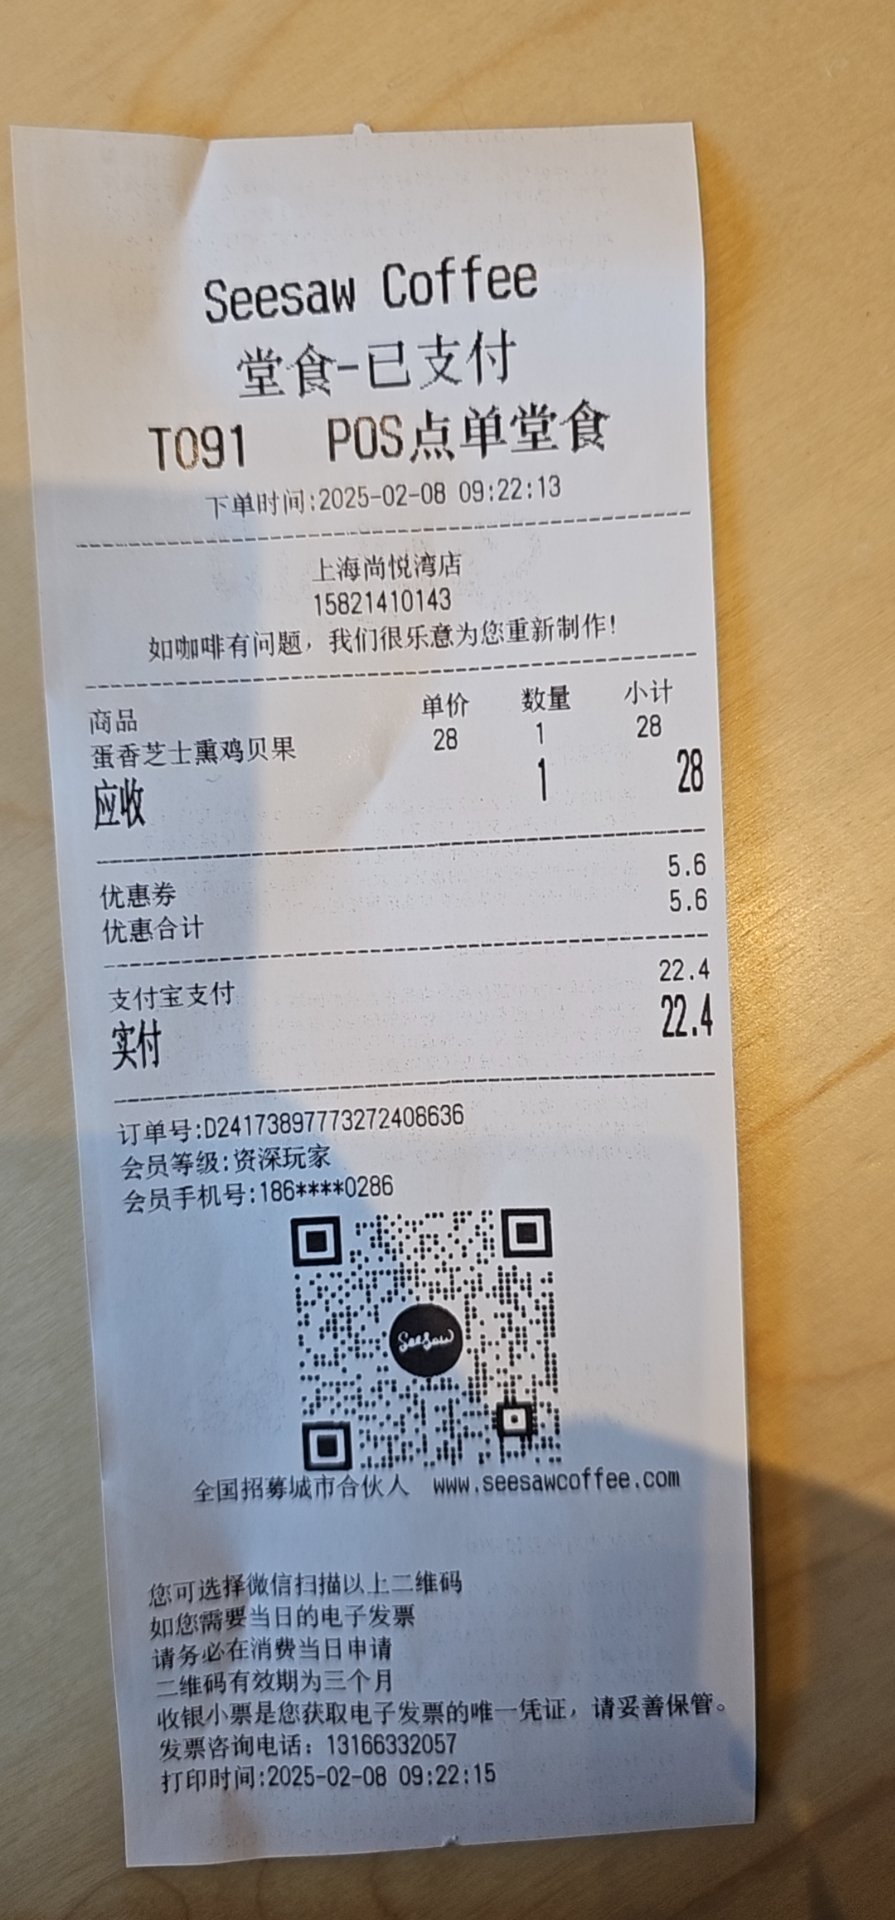 Seesaw Coffee
堂食-已支付
T091 POS点单堂食
下单时间:2025-02-08 09:22:13
上海尚悦湾店
15821410143
如咖啡有问题，我们很乐意为您重新制作!
商品 单价 数量 小计
蛋香芝士熏鸡贝果 28 1 28
应收 1 28
优惠券 5.6
优惠合计 5.6
支付宝支付 22.4
实付 22.4
订单号:D24173897773272408636
会员等级:资深玩家
会员手机号:186****0286
Seesaw
全国招募城市合伙人 www.seesawcoffee.com
您可选择微信扫描以上二维码
如您需要当日的电子发票
请务必在消费当日申请
二维码有效期为三个月
收银小票是您获取电子发票的唯一凭证，请妥善保管。
发票咨询电话：13166332057
打印时间:2025-02-08 09:22:15